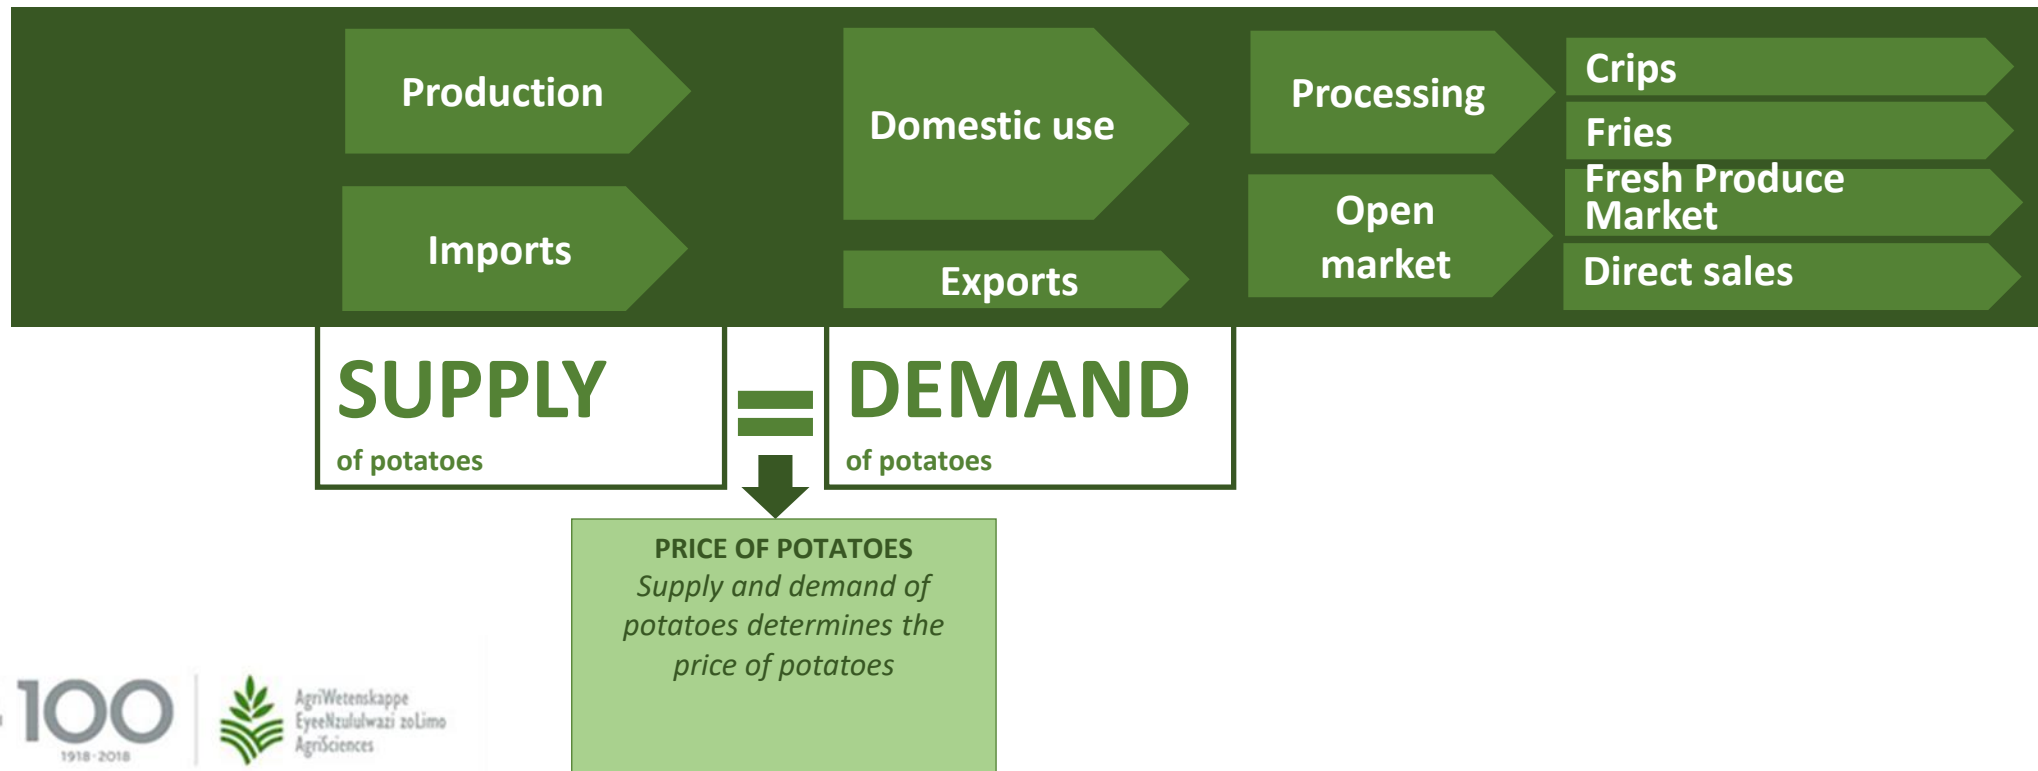 Production
Imports
Domestic use
Exports
Processing
Open
market
Crips
Fries
Fresh Produce
Market
Direct sales
SUPPLY
of potatoes
=
DEMAND
of potatoes
PRICE OF POTATOES
Supply and demand of
potatoes determines the
price of potatoes
100
1918-2018
AgriWetenskappe
EyeeNzululwazi zoLimo
AgriSciences